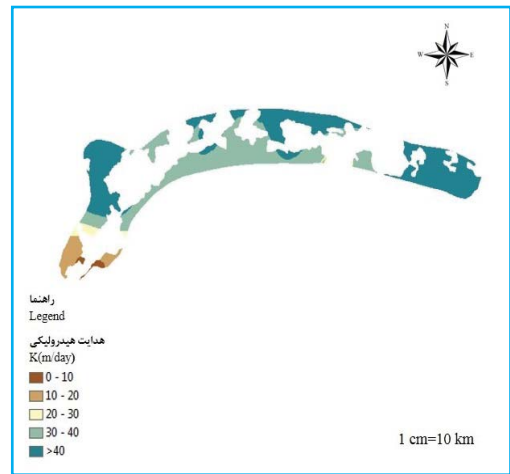 N
W E
S
راهنما
Legend
هدایت هیدرولیکی
K(m/day)
0 - 10
10 - 20
20 - 30
30 - 40
>40
1 cm=10 km